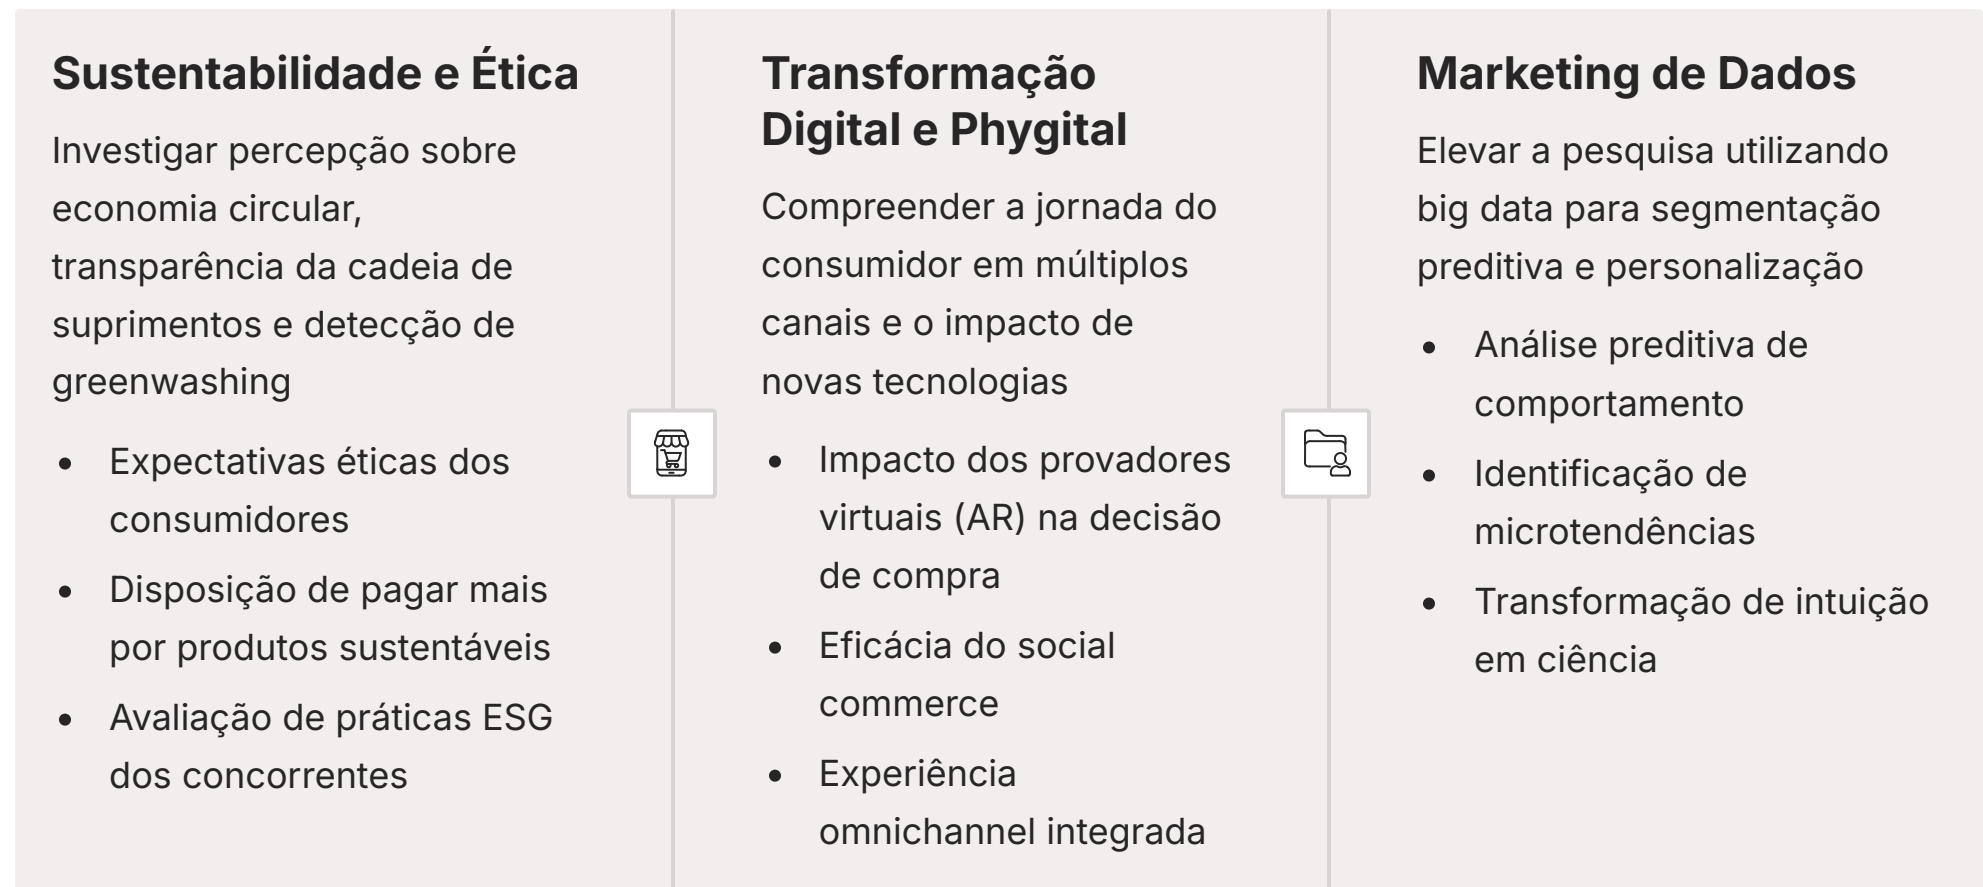 Sustentabilidade e Ética
Investigar percepção sobre
economia circular,
transparência da cadeia de
suprimentos e detecção de
greenwashing
• Expectativas éticas dos
consumidores
• Disposição de pagar mais
por produtos sustentáveis
• Avaliação de práticas ESG
dos concorrentes
Transformação
Digital e Phygital
Compreender a jornada do
consumidor em múltiplos
canais e o impacto de
novas tecnologias
• Impacto dos provadores
virtuais (AR) na decisão
de compra
• Eficácia do social
commerce
• Experiência
omnichannel integrada
Marketing de Dados
Elevar a pesquisa utilizando
big data para segmentação
preditiva e personalização
• Análise preditiva de
comportamento
• Identificação de
microtendências
• Transformação de intuição
em ciência